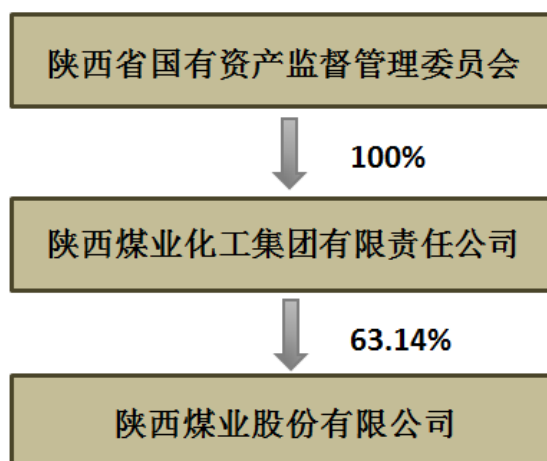 陕西省国有资产监督管理委员会
100%
陕西煤业化工集团有限责任公司
63.14%
陕西煤业股份有限公司